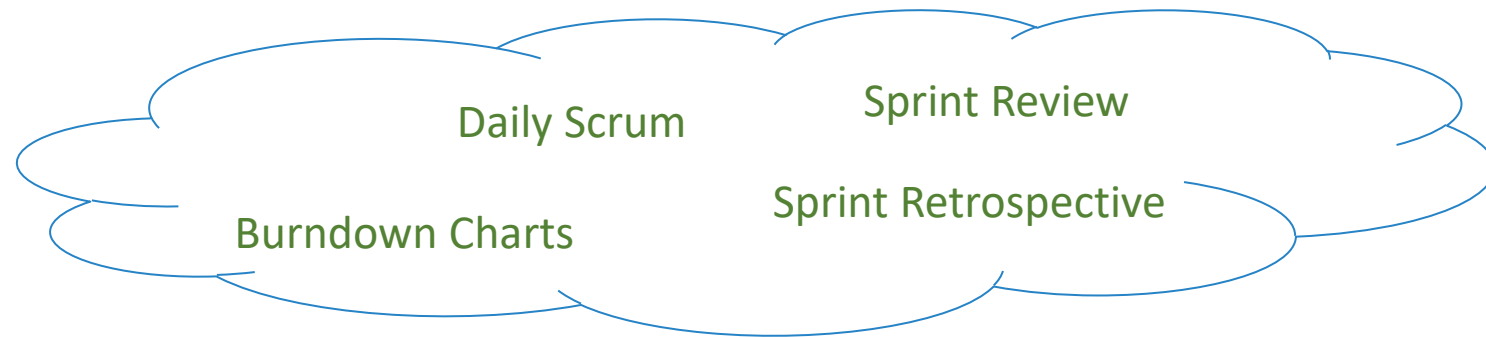 Sprint Review
Daily Scrum
Sprint Retrospective
Burndown Charts